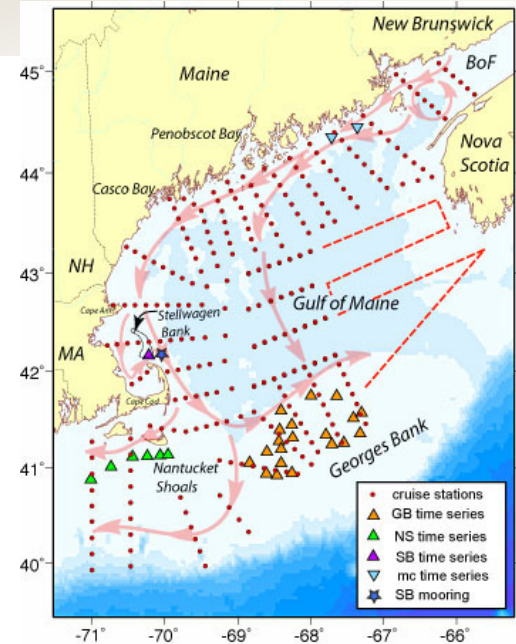 New Brunswick
45°
BoF
Maine
Penobscot Bay
Nova
Scotia
44°
Casco Bay
43°
NH
Gulf of Maine
Cape Ann
Stellwagen
Bank
MA
42°
Cape Cod
Georges Bank
41°
Nantucket
Shoals
cruise stations
GB time series
NS time series
SB time series
mc time series
SB mooring
40°
-71° -70° -69° -68° -67° -66°